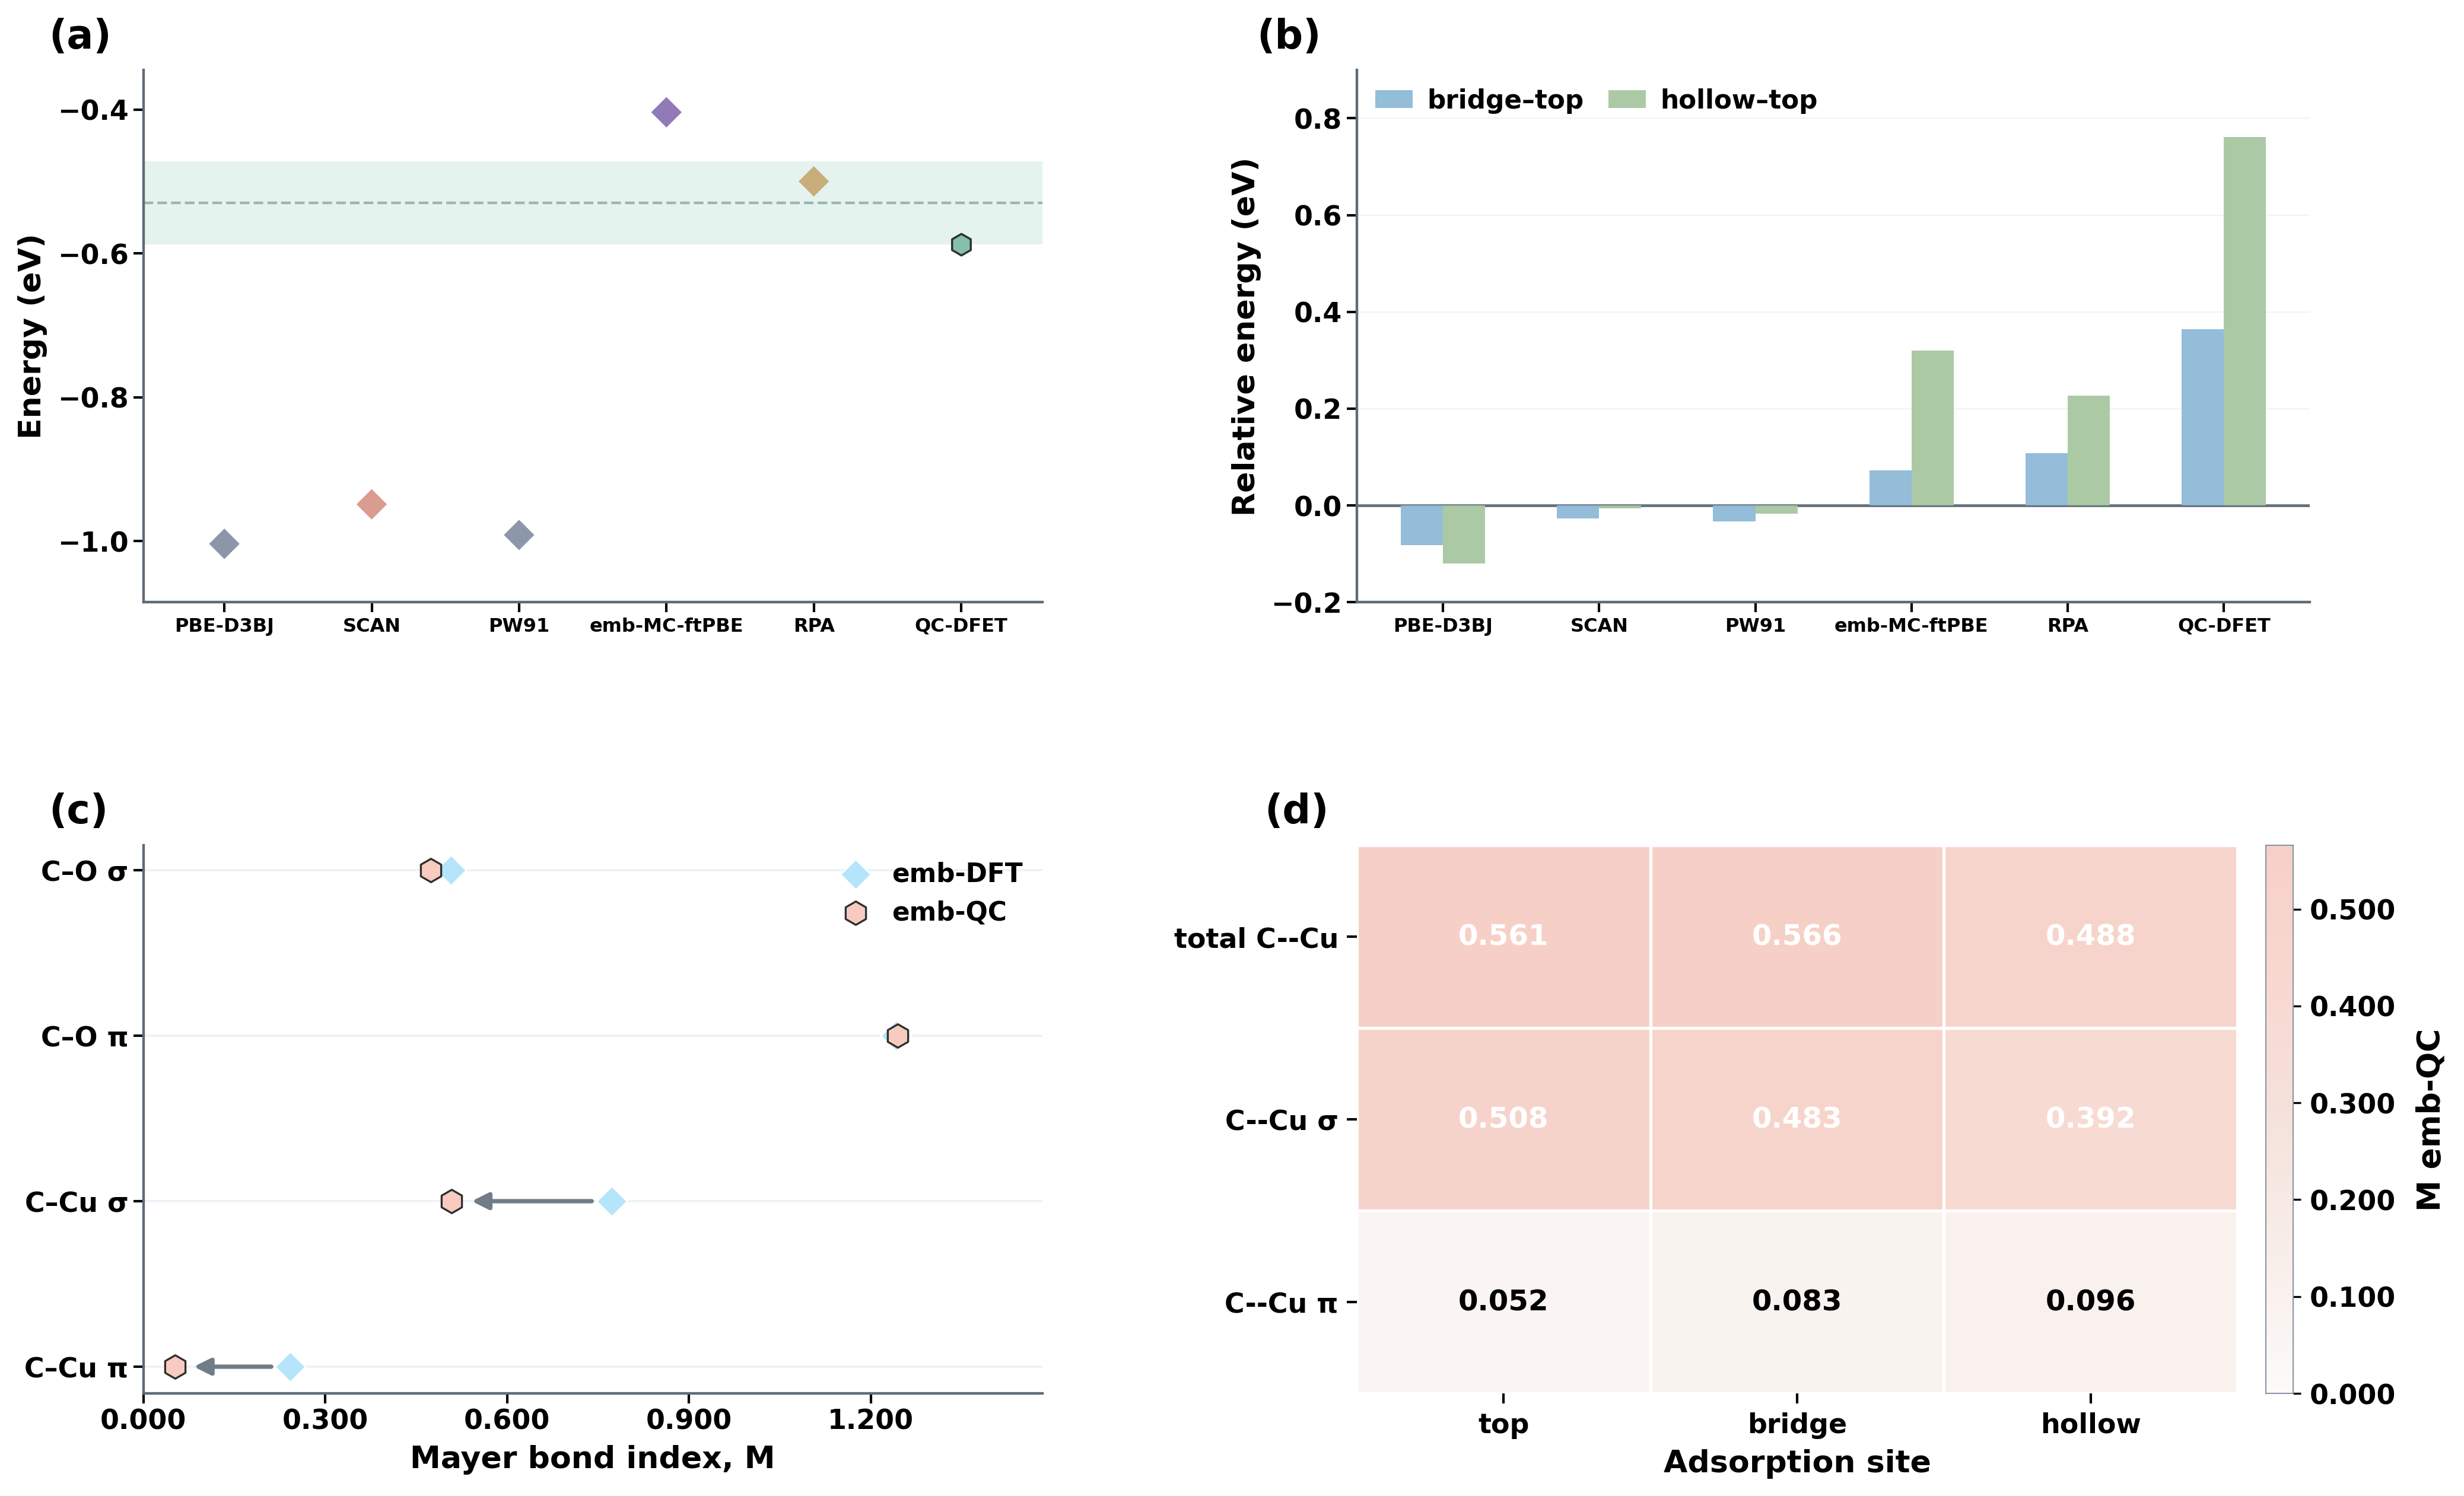 (a)
Energy (eV)
−0.4
−0.6
−0.8
−1.0
PBE-D3BJ SCAN PW91 emb-MC-ftPBE RPA QC-DFET
(b)
bridge–top hollow–top
Relative energy (eV)
0.8
0.6
0.4
0.2
0.0
−0.2
PBE-D3BJ SCAN PW91 emb-MC-ftPBE RPA QC-DFET
(c)
emb-DFT
emb-QC
C–O σ
C–O π
C–Cu σ
C–Cu π
0.000 0.300 0.600 0.900 1.200
Mayer bond index, M
(d)
total C--Cu 0.561 0.566 0.488
C--Cu σ 0.508 0.483 0.392
C--Cu π 0.052 0.083 0.096
top bridge hollow
Adsorption site
0.500
0.400
0.300
0.200
0.100
0.000
M emb-QC